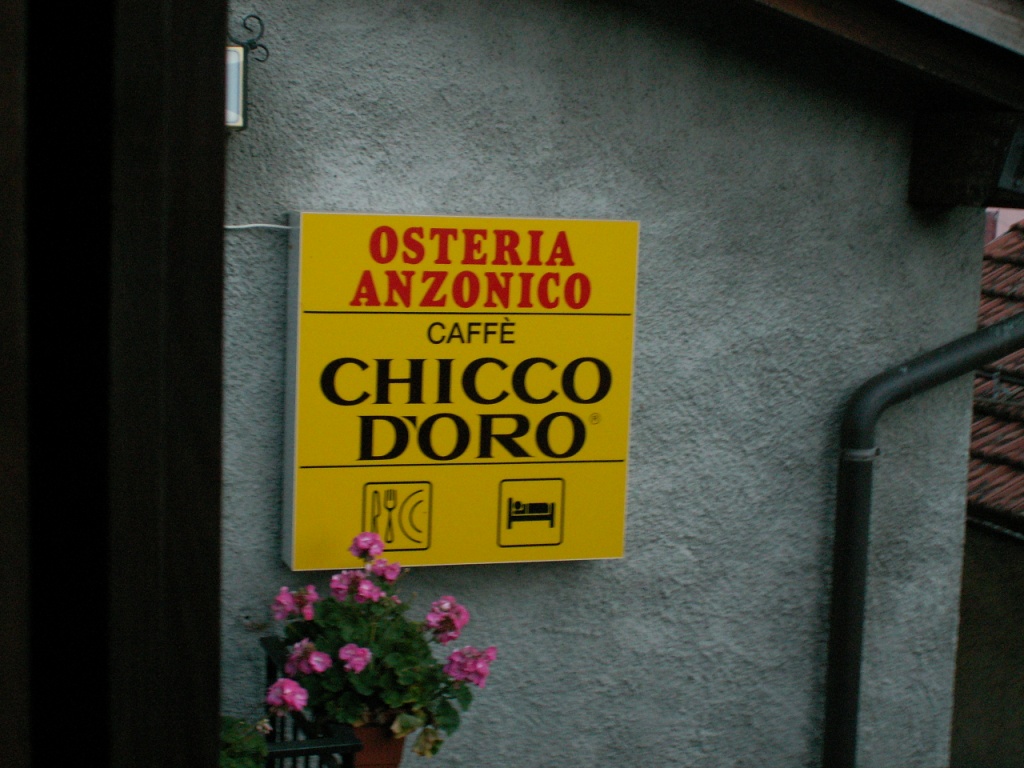 OSTERIA
ANZONICO
CAFFÈ
CHICCO
D'ORO®